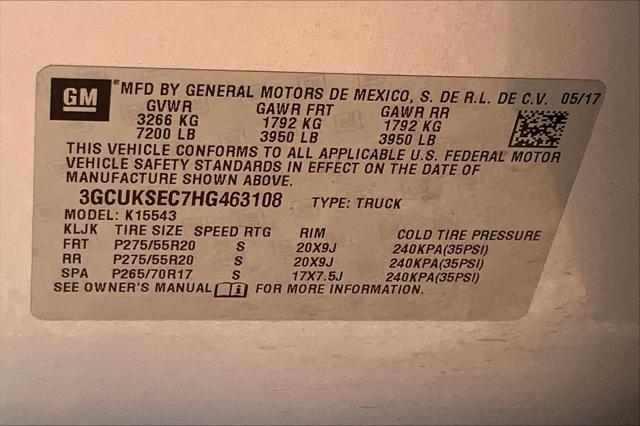 GM
*MFD BY GENERAL MOTORS DE MEXICO, S. DE R.L. DE C.V. 05/17
GVWR GAWR FRT GAWR RR
3266 KG 1792 KG 1792 KG
7200 LB 3950 LB 3950 LB
THIS VEHICLE CONFORMS TO ALL APPLICABLE U.S. FEDERAL MOTOR
VEHICLE SAFETY STANDARDS IN EFFECT ON THE DATE OF
MANUFACTURE SHOWN ABOVE.
3GCUKSEC7HG463108 TYPE: TRUCK
MODEL: K15543
KLJK TIRE SIZE SPEED RTG RIM COLD TIRE PRESSURE
FRT P275/55R20 S 20X9J 240KPA(35PSI)
RR P275/55R20 S 20X9J 240KPA(35PSI)
SPA P265/70R17 S 17X7.5J 240KPA(35PSI)
SEE OWNER'S MANUAL FOR MORE INFORMATION.